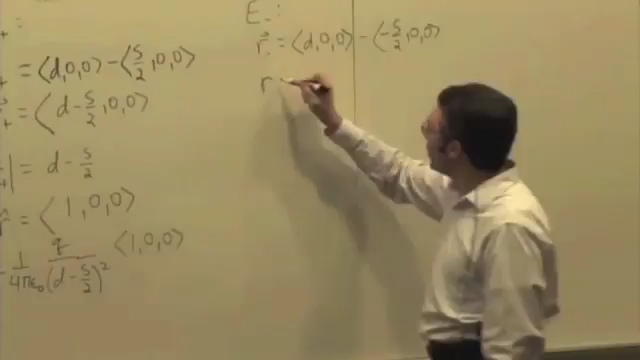 =
+ = ⟨d,0,0⟩ - ⟨s/2,0,0⟩
+ = ⟨d - s/2,0,0⟩
| = d - s/2
r̂ = ⟨1,0,0⟩
1/4πε₀ q/(d - s/2)² ⟨1,0,0⟩
E₋:
r⃗ = ⟨d,0,0⟩ - ⟨-s/2,0,0⟩
r